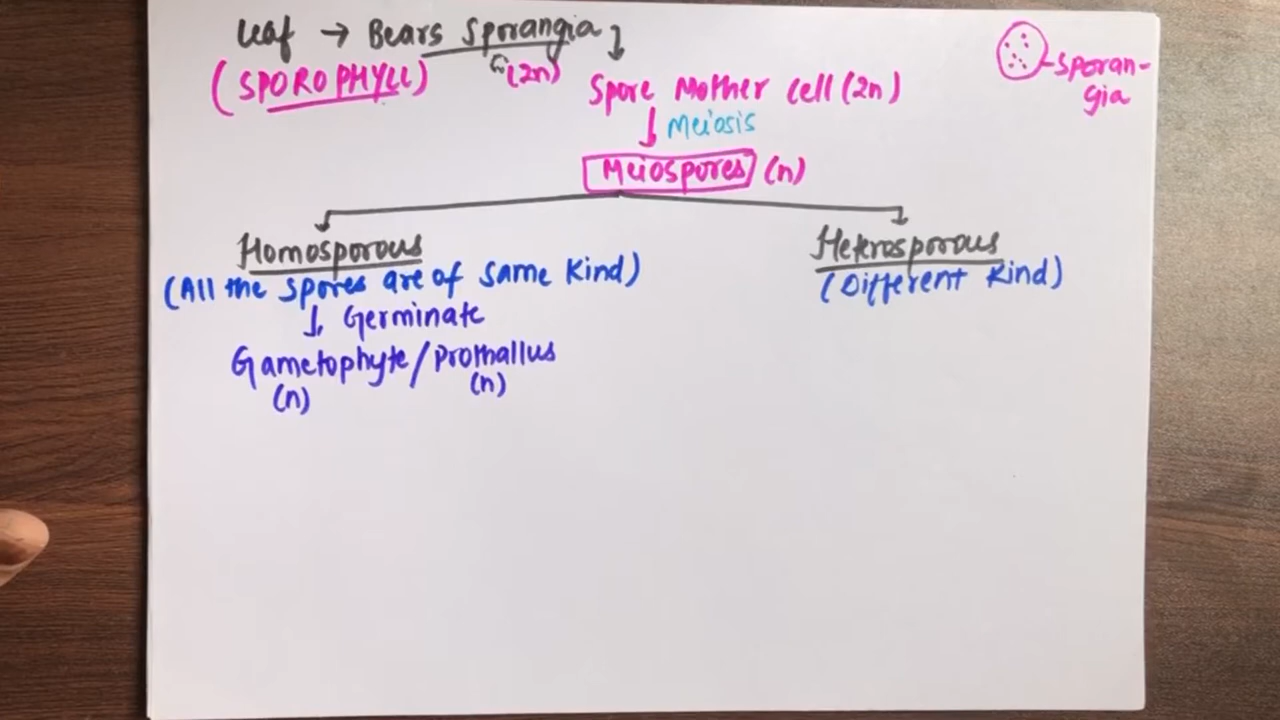 Leaf → Bears Sporangia
(SPOROPHYLL)
(2n)
Spore Mother cell (2n)
Meiosis
Meiospores (n)
Sporan-
gia
Homosporous
(All the spores are of same Kind)
Germinate
Gametophyte/Prothallus
(n) (n)
Heterosporous
(Different Kind)